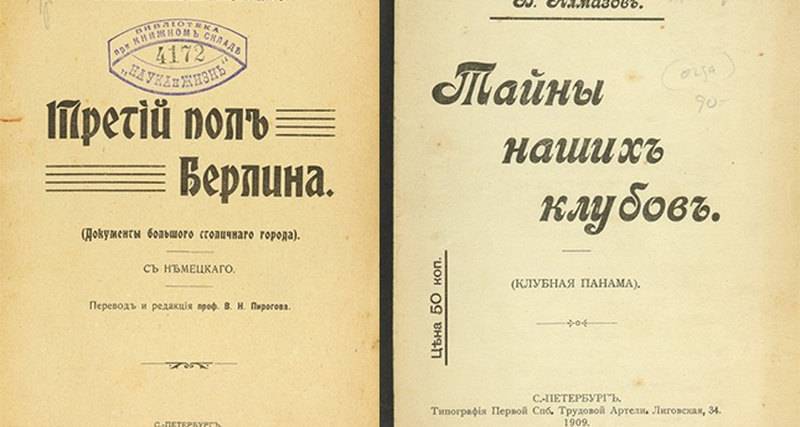 БИБЛІОТЕКА
при КНИЖНОМЪ СКЛАДѢ
4172
„НАУКА и ЖИЗНЬ"
Третій полъ
Берлина.
(Документы большого столичнаго города).
СЪ НѢМЕЦКАГО.
Переводъ и редакція проф. В. Н. Пирогова.
С.-ПЕТЕРБУРГЪ.
Алмазовъ.
Тайны
нашихъ
клубовъ.
90-
(КЛУБНАЯ ПАНАМА).
Цѣна 50 коп.
С.-ПЕТЕРБУРГЪ.
Типографія Первой Спб. Трудовой Артели. Лиговская, 34.
1909.